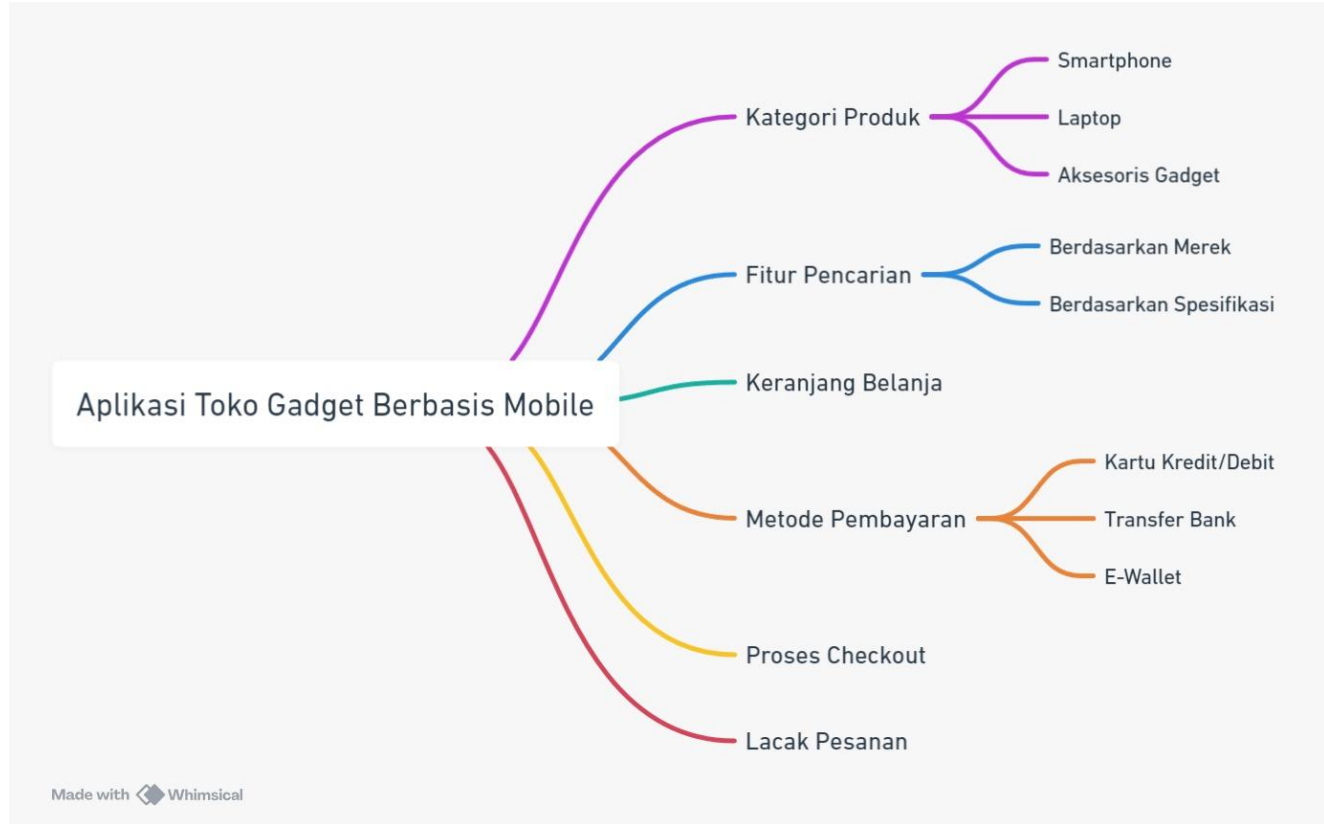 Aplikasi Toko Gadget Berbasis Mobile
Kategori Produk
Smartphone
Laptop
Aksesoris Gadget
Fitur Pencarian
Berdasarkan Merek
Berdasarkan Spesifikasi
Keranjang Belanja
Metode Pembayaran
Kartu Kredit/Debit
Transfer Bank
E-Wallet
Proses Checkout
Lacak Pesanan
Made with Whimsical